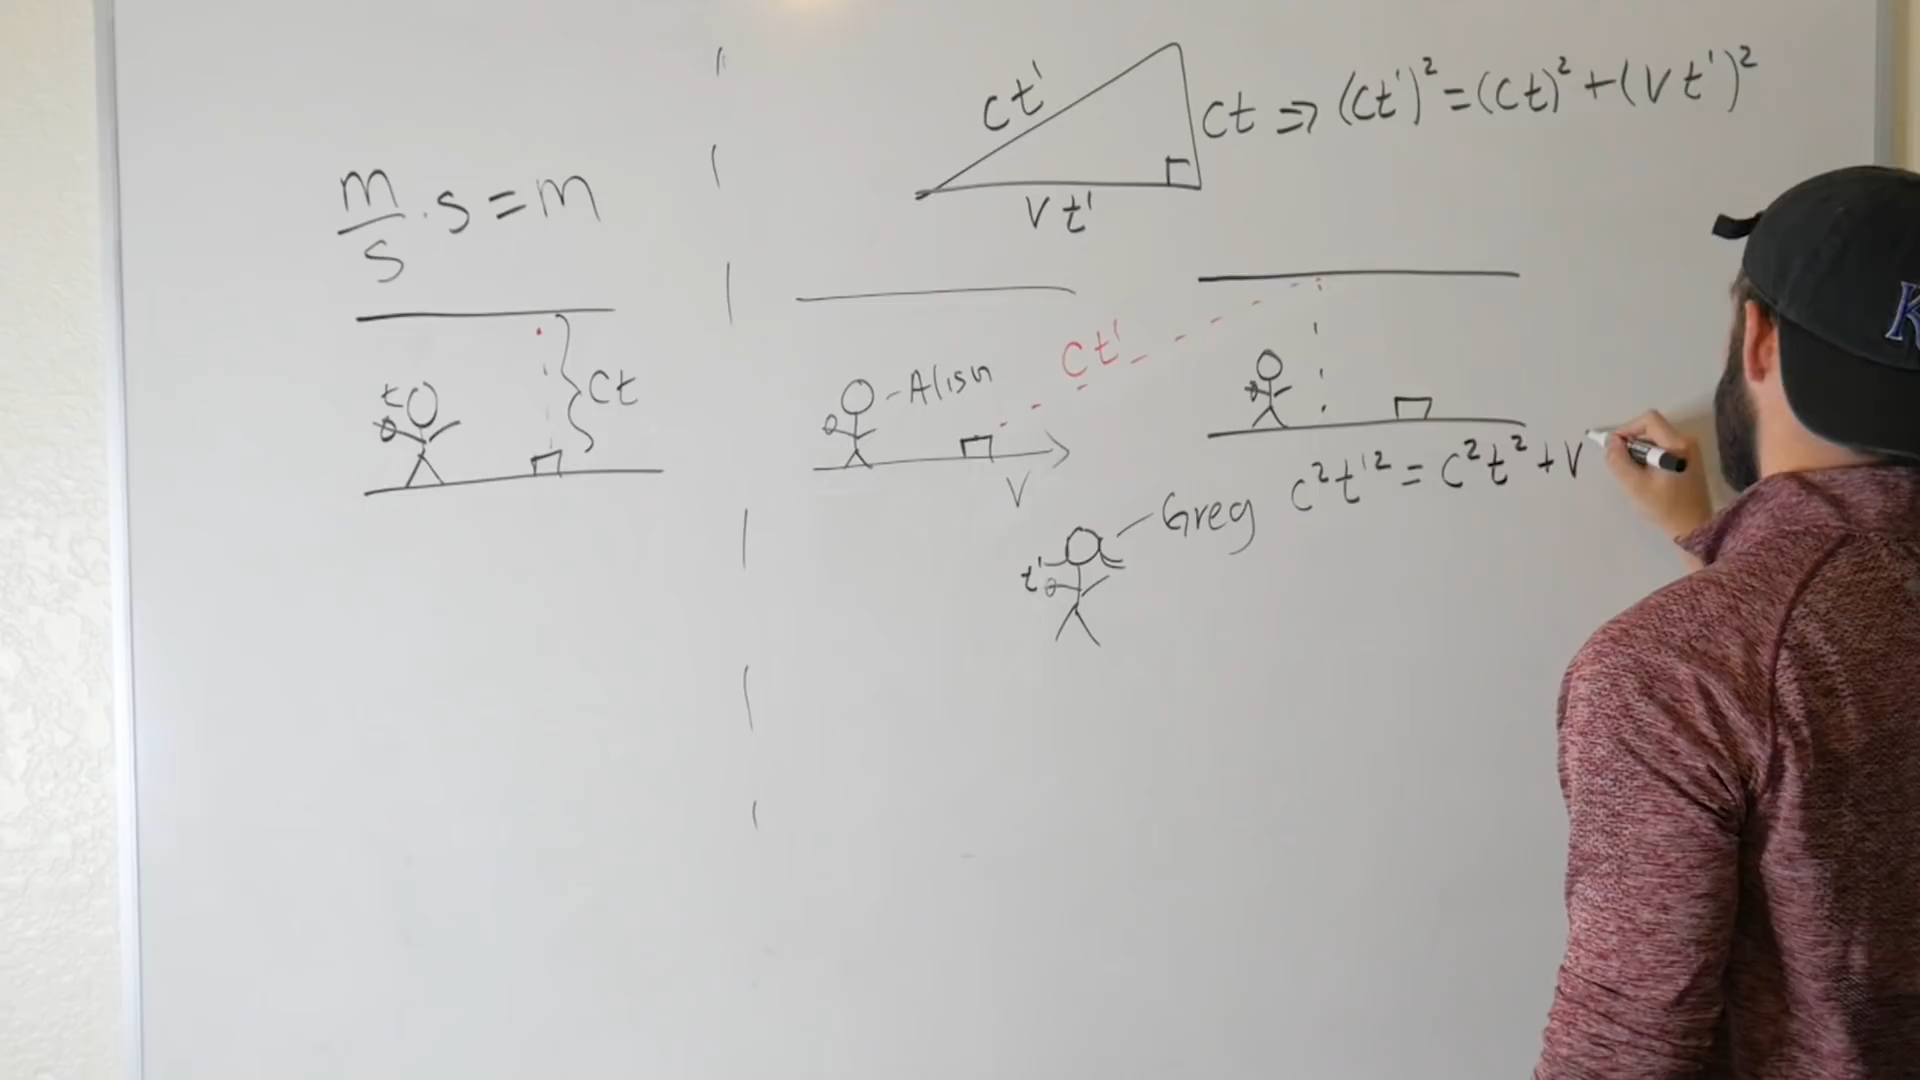 m/s · s = m
ct'
ct ⇒ (ct')² = (ct)² + (vt')²
vt'
t
ct
Alisn
ct'
v
Greg
t'
c²t'² = c²t² + v
K